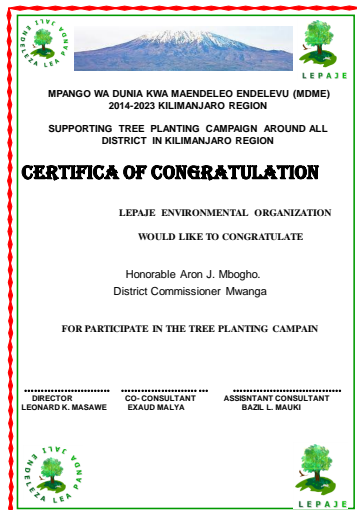 ENDELEZA LEA PANDA JALI
LEPAJE
MPANGO WA DUNIA KWA MAENDELEO ENDELEVU (MDME)
2014-2023 KILIMANJARO REGION
SUPPORTING TREE PLANTING CAMPAIGN AROUND ALL
DISTRICT IN KILIMANJARO REGION
CERTIFICA OF CONGRATULATION
LEPAJE ENVIRONMENTAL ORGANIZATION
WOULD LIKE TO CONGRATULATE
Honorable Aron J. Mbogho.
District Commissioner Mwanga
FOR PARTICIPATE IN THE TREE PLANTING CAMPAIN
DIRECTOR CO- CONSULTANT ASSISNTANT CONSULTANT
LEONARD K. MASAWE EXAUD MALYA BAZIL L. MAUKI
ENDELEZA LEA PANDA JALI
LEPAJE